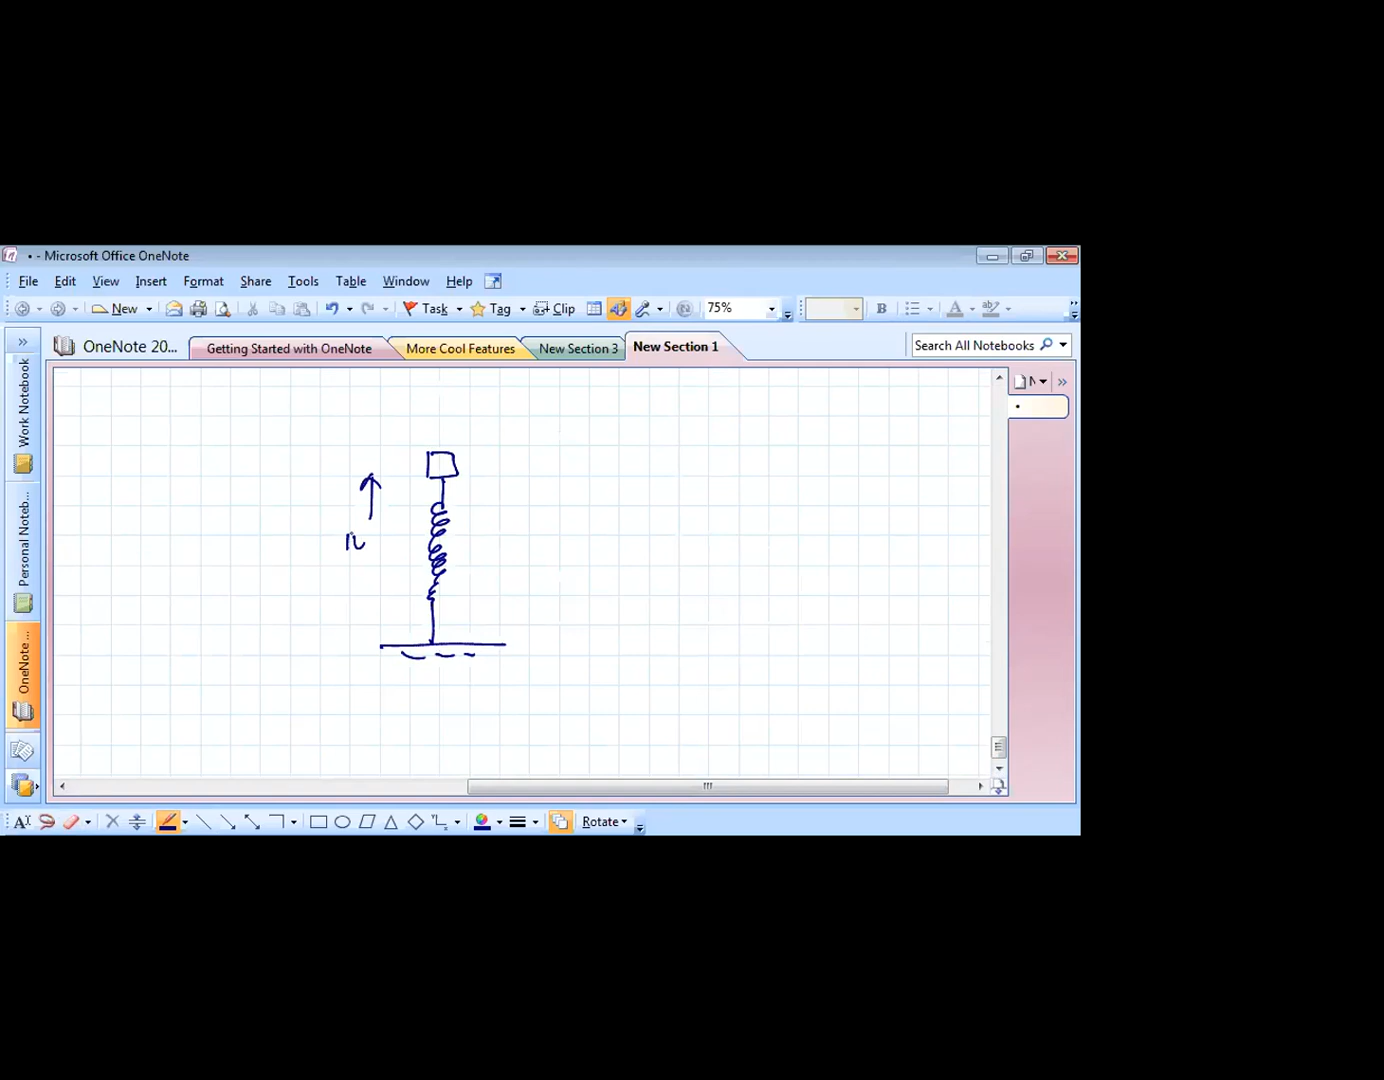 • - Microsoft Office OneNote
File Edit View Insert Format Share Tools Table Window Help
New Task Tag Clip 75% B A ab
OneNote 20... Getting Started with OneNote More Cool Features New Section 3 New Section 1 Search All Notebooks
Work Notebook
Personal Noteb...
OneNote...
A Rotate